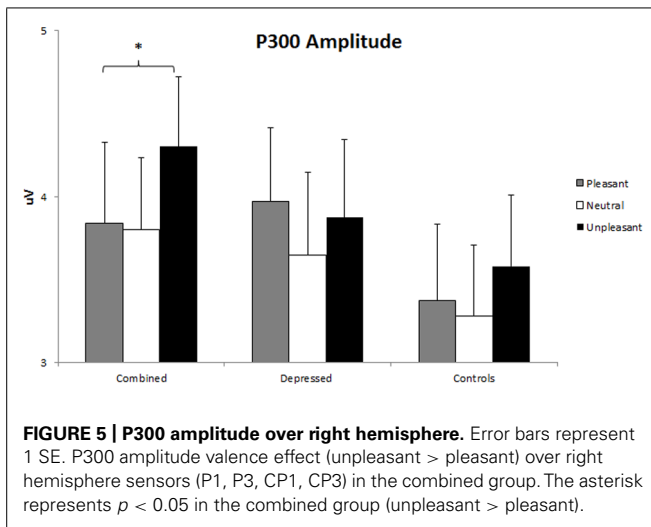 P300 Amplitude
5
*
4
uV
3
Pleasant
Neutral
Unpleasant
Combined Depressed Controls
FIGURE 5 | P300 amplitude over right hemisphere. Error bars represent
1 SE. P300 amplitude valence effect (unpleasant > pleasant) over right
hemisphere sensors (P1, P3, CP1, CP3) in the combined group. The asterisk
represents p < 0.05 in the combined group (unpleasant > pleasant).